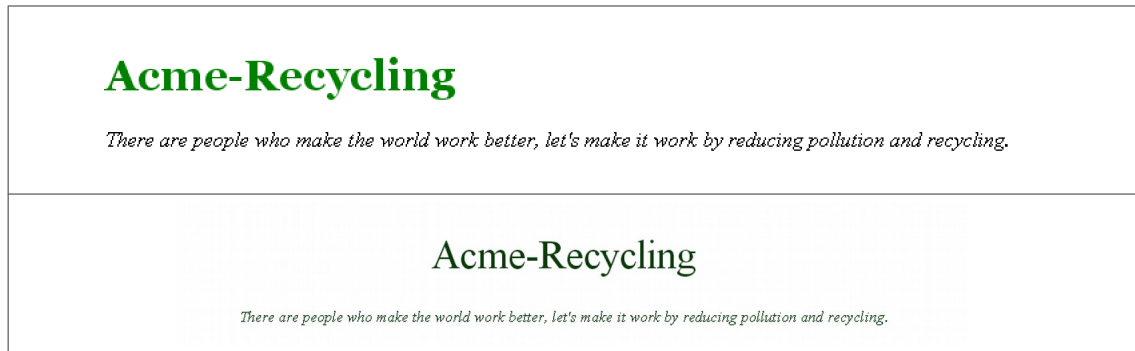 Acme-Recycling
There are people who make the world work better, let's make it work by reducing pollution and recycling.
Acme-Recycling
There are people who make the world work better, let's make it work by reducing pollution and recycling.